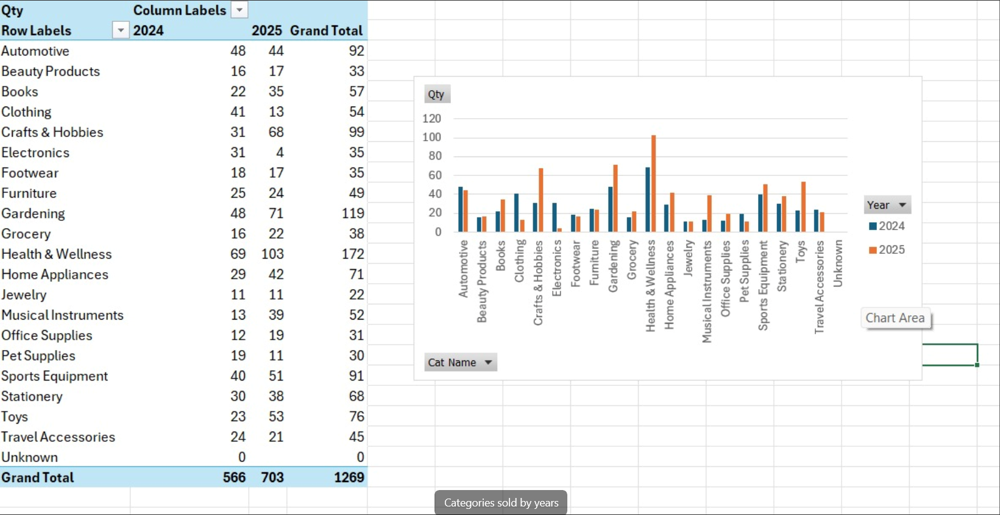 Qty Column Labels
Row Labels 2024 2025 Grand Total
Automotive 48 44 92
Beauty Products 16 17 33
Books 22 35 57
Clothing 41 13 54
Crafts & Hobbies 31 68 99
Electronics 31 4 35
Footwear 18 17 35
Furniture 25 24 49
Gardening 48 71 119
Grocery 16 22 38
Health & Wellness 69 103 172
Home Appliances 29 42 71
Jewelry 11 11 22
Musical Instruments 13 39 52
Office Supplies 12 19 31
Pet Supplies 19 11 30
Sports Equipment 40 51 91
Stationery 30 38 68
Toys 23 53 76
Travel Accessories 24 21 45
Unknown 0 0
Grand Total 566 703 1269
Qty
120
100
80
60
40
20
0
Automotive
Beauty Products
Books
Clothing
Crafts & Hobbies
Electronics
Footwear
Furniture
Gardening
Grocery
Health & Wellness
Home Appliances
Jewelry
Musical Instruments
Office Supplies
Pet Supplies
Sports Equipment
Stationery
Toys
Travel Accessories
Unknown
Year
2024
2025
Chart Area
Cat Name
Categories sold by years